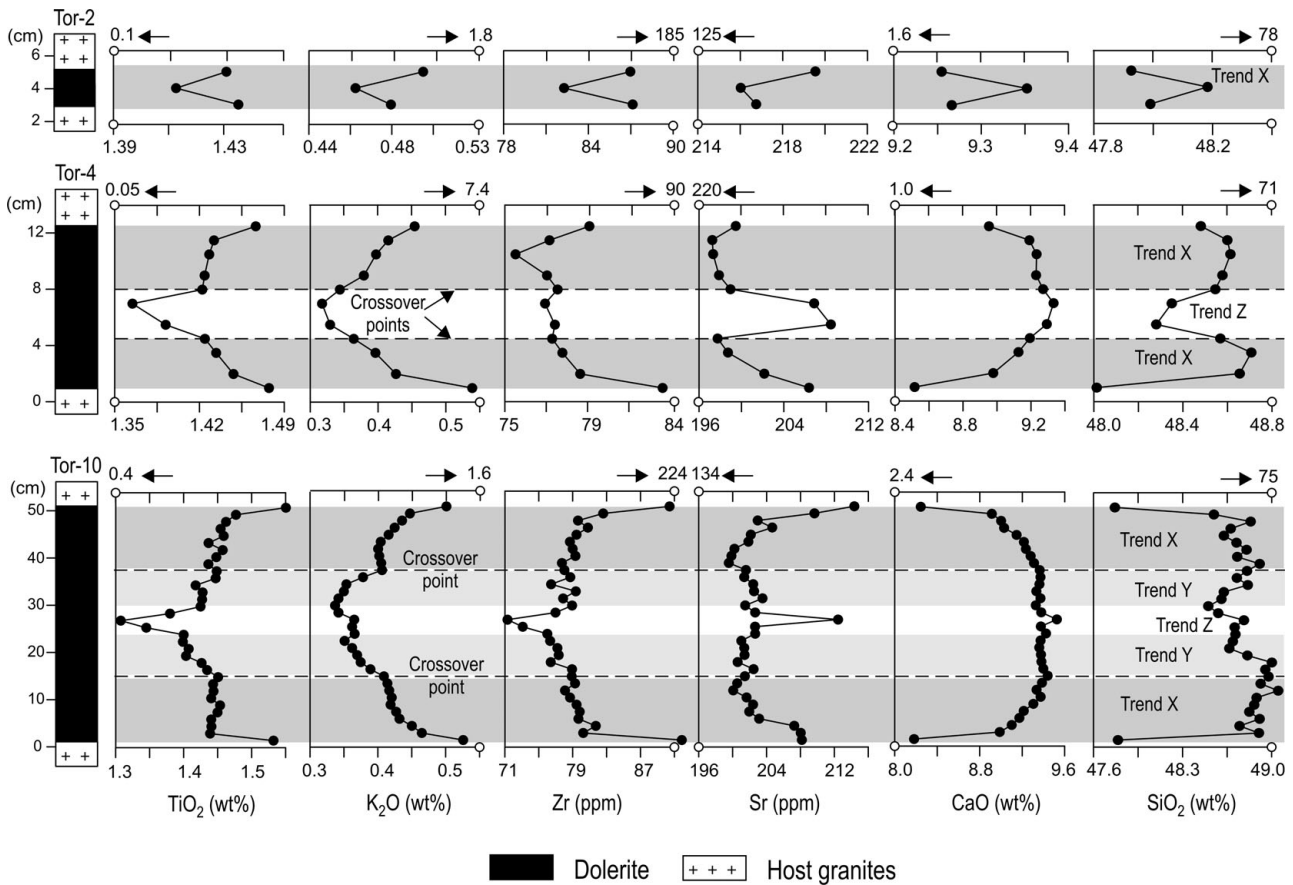 Tor-2
(cm)
0.1 1.8 185 125 1.6 78
6
4
2
Trend X
1.39 1.43 0.44 0.48 0.53 78 84 90 214 218 222 9.2 9.3 9.4 47.8 48.2
Tor-4
(cm)
0.05 7.4 90 220 1.0 71
12
8
4
0
Trend X
Crossover
points
Trend Z
Trend X
1.35 1.42 1.49 0.3 0.4 0.5 75 79 84 196 204 212 8.4 8.8 9.2 48.0 48.4 48.8
Tor-10
(cm)
0.4 1.6 224 134 2.4 75
50
40
30
20
10
0
Trend X
Crossover
point
Trend Y
Trend Z
Trend Y
Crossover
point
Trend X
1.3 1.4 1.5 0.3 0.4 0.5 71 79 87 196 204 212 8.0 8.8 9.6 47.6 48.3 49.0
TiO2 (wt%) K2O (wt%) Zr (ppm) Sr (ppm) CaO (wt%) SiO2 (wt%)
Dolerite Host granites